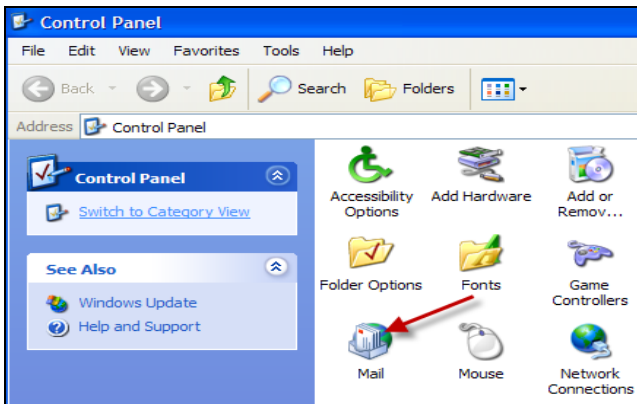 Control Panel
File Edit View Favorites Tools Help
Back Search Folders
Address Control Panel
Control Panel
Switch to Category View
See Also
Windows Update
Help and Support
Accessibility Options Add Hardware Add or Remov...
Folder Options Fonts Game Controllers
Mail Mouse Network Connections